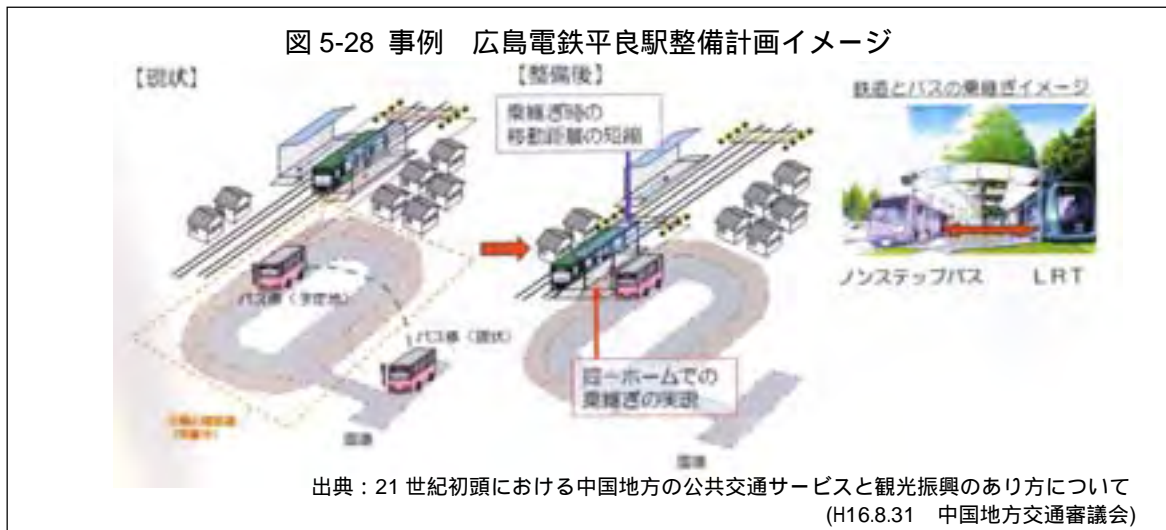 図 5-28 事例　広島電鉄平良駅整備計画イメージ
【現状】
【整備後】
乗継ぎ時の
移動距離の短縮
鉄道とバスの乗継ぎイメージ
ノンステップバス
LRT
バス停（予定地）
バス停（現状）
国道
同一ホームでの
乗継ぎの実現
国道
出典：21 世紀初頭における中国地方の公共交通サービスと観光振興のあり方について
(H16.8.31　中国地方交通審議会)